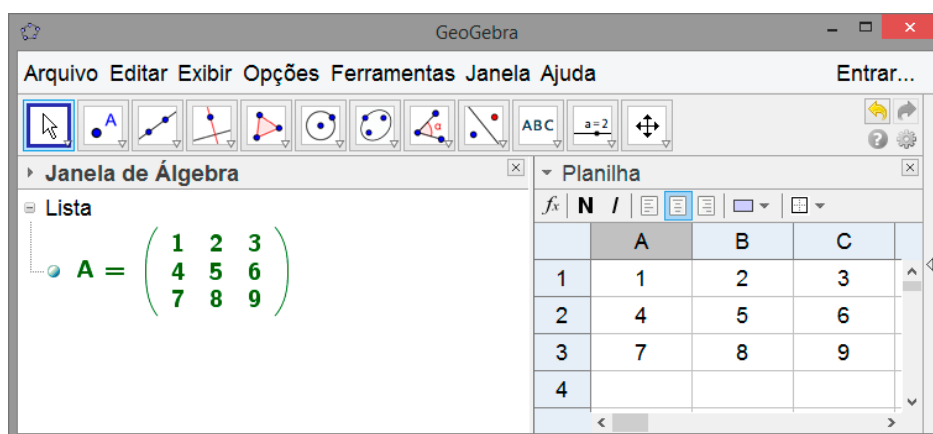 GeoGebra
Arquivo Editar Exibir Opções Ferramentas Janela Ajuda Entrar...
A α ABC a=2
Janela de Álgebra
Planilha
fx N I
Lista
A = 1 2 3
4 5 6
7 8 9
A B C
1 1 2 3
2 4 5 6
3 7 8 9
4